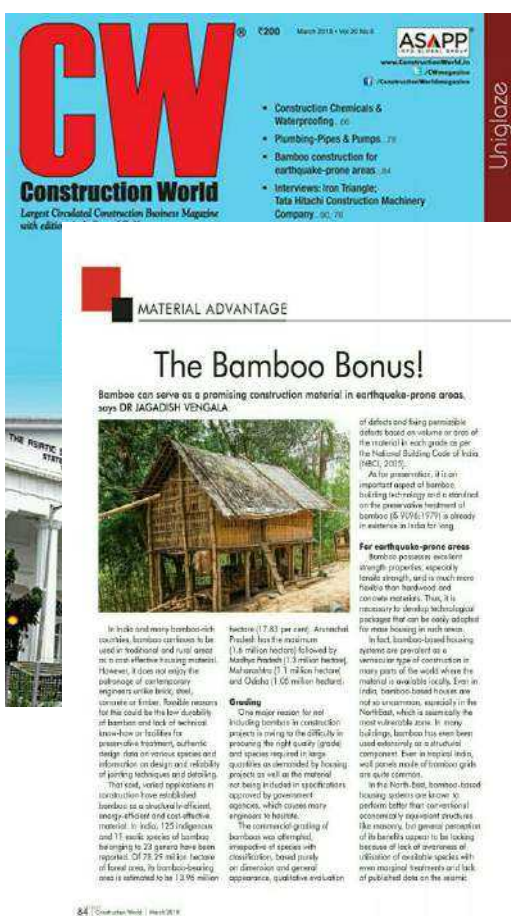 CW®
₹200 March 2018 • Vol 20 No 6
ASAPP
INFO GLOBAL GROUP
www.ConstructionWorld.in
/CWmagazine
/ConstructionWorldmagazine
Uniglaze
• Construction Chemicals &
Waterproofing
• Plumbing-Pipes & Pumps
• Bamboo construction for
earthquake-prone areas ..84
• Interviews: Iron Triangle;
Tata Hitachi Construction Machinery
Company
Construction World
Largest Circulated Construction Business Magazine
with
THE ASIATIC
STATE
MATERIAL ADVANTAGE
The Bamboo Bonus!
Bamboo can serve as a promising construction material in earthquake-prone areas,
says DR JAGADISH VENGALA
In India and many bamboo-rich
countries, bamboo continues to be
used in traditional and rural areas
as a cost effective housing material.
However, it does not enjoy the
patronage of contemporary
engineers unlike brick, steel,
concrete or timber. Possible reasons
for this could be the low durability
of bamboo and lack of technical
know-how or facilities for
preservative treatment, authentic
design data on various species and
information on design and reliability
of jointing techniques and detailing.
That said, varied applications in
construction have established
bamboo as a structurally-efficient,
energy-efficient and cost-effective
material. In India, 125 indigenous
and 11 exotic species of bamboo
belonging to 23 genera have been
reported. Of 78.29 million hectare
of forest area, its bamboo-bearing
area is estimated to be 13.96 million
hectare (17.83 per cent). Arunachal
Pradesh has the maximum
(1.6 million hectare) followed by
Madhya Pradesh (1.3 million hectare),
Maharashtra (1.1 million hectare)
and Odisha (1.06 million hectare).
Grading
One major reason for not
including bamboo in construction
projects is owing to the difficulty in
procuring the right quality (grade)
and species required in large
quantities as demanded by housing
projects as well as the material
not being included in specifications
approved by government
agencies, which causes many
engineers to hesitate.
The commercial grading of
bamboo was attempted,
irrespective of species with
classification, based purely
on dimension and general
appearance, qualitative evaluation
of defects and fixing permissible
defects based on volume or area of
the material in each grade as per
the National Building Code of India
(NBCI, 2005).
As for preservation, it is an
important aspect of bamboo
building technology and a standard
on the preservative treatment of
bamboo (IS 9096:1979) is already
in existence in India for long.
For earthquake-prone areas
Bamboo possesses excellent
strength properties, especially
tensile strength, and is much more
flexible than hardwood and
concrete materials. Thus, it is
necessary to develop technological
packages that can be easily adapted
for mass housing in such areas.
In fact, bamboo-based housing
systems are prevalent as a
vernacular type of construction in
many parts of the world where the
material is available locally. Even in
India, bamboo-based houses are
not so uncommon, especially in the
NorthEast, which is seismically the
most vulnerable zone. In many
buildings, bamboo has even been
used extensively as a structural
component. Even in tropical India,
wall panels made of bamboo grids
are quite common.
In the North-East, bamboo-based
housing systems are known to
perform better than conventional
economically equivalent structures
like masonry, but general perception
of its benefits appear to be lacking
because of lack of awareness of
utilisation of available species with
even marginal treatments and lack
of published data on the seismic
84 Construction World | March 2018